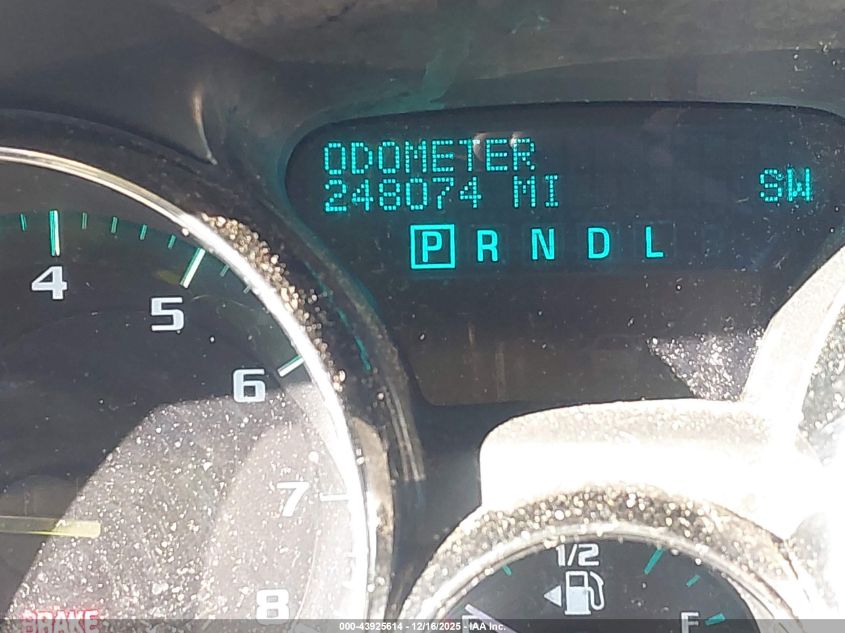 ODOMETER
248074 MI SW
P R N D L
4
5
6
7
8
1/2
F
BRAKE
000-43925614 - 12/16/2025 - IAA Inc.